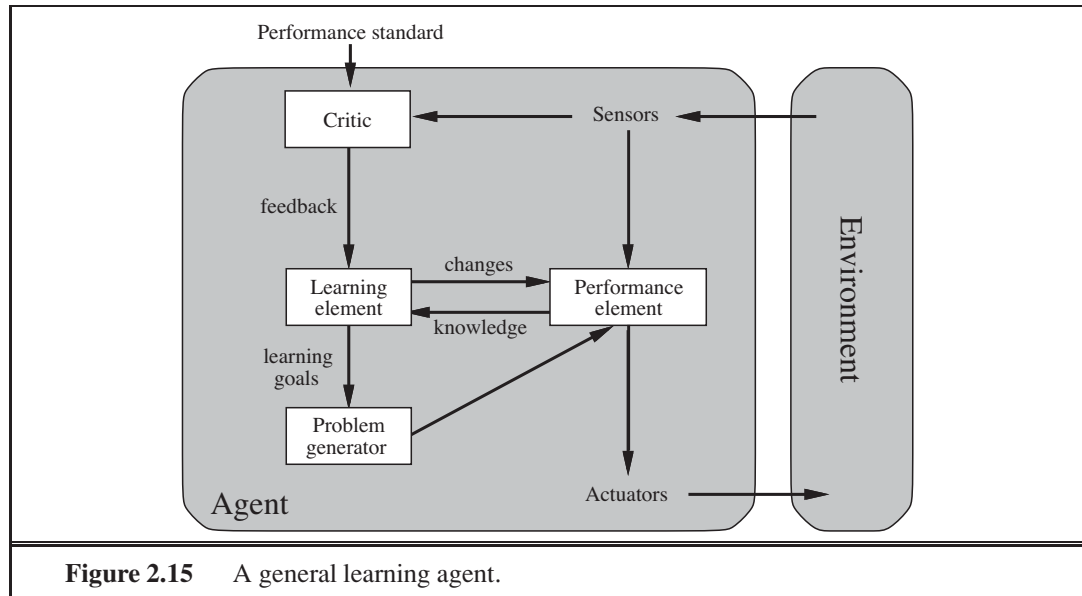 Performance standard
Critic
Sensors
feedback
Learning
element
changes
knowledge
Performance
element
learning
goals
Problem
generator
Agent
Actuators
Environment
Figure 2.15 A general learning agent.